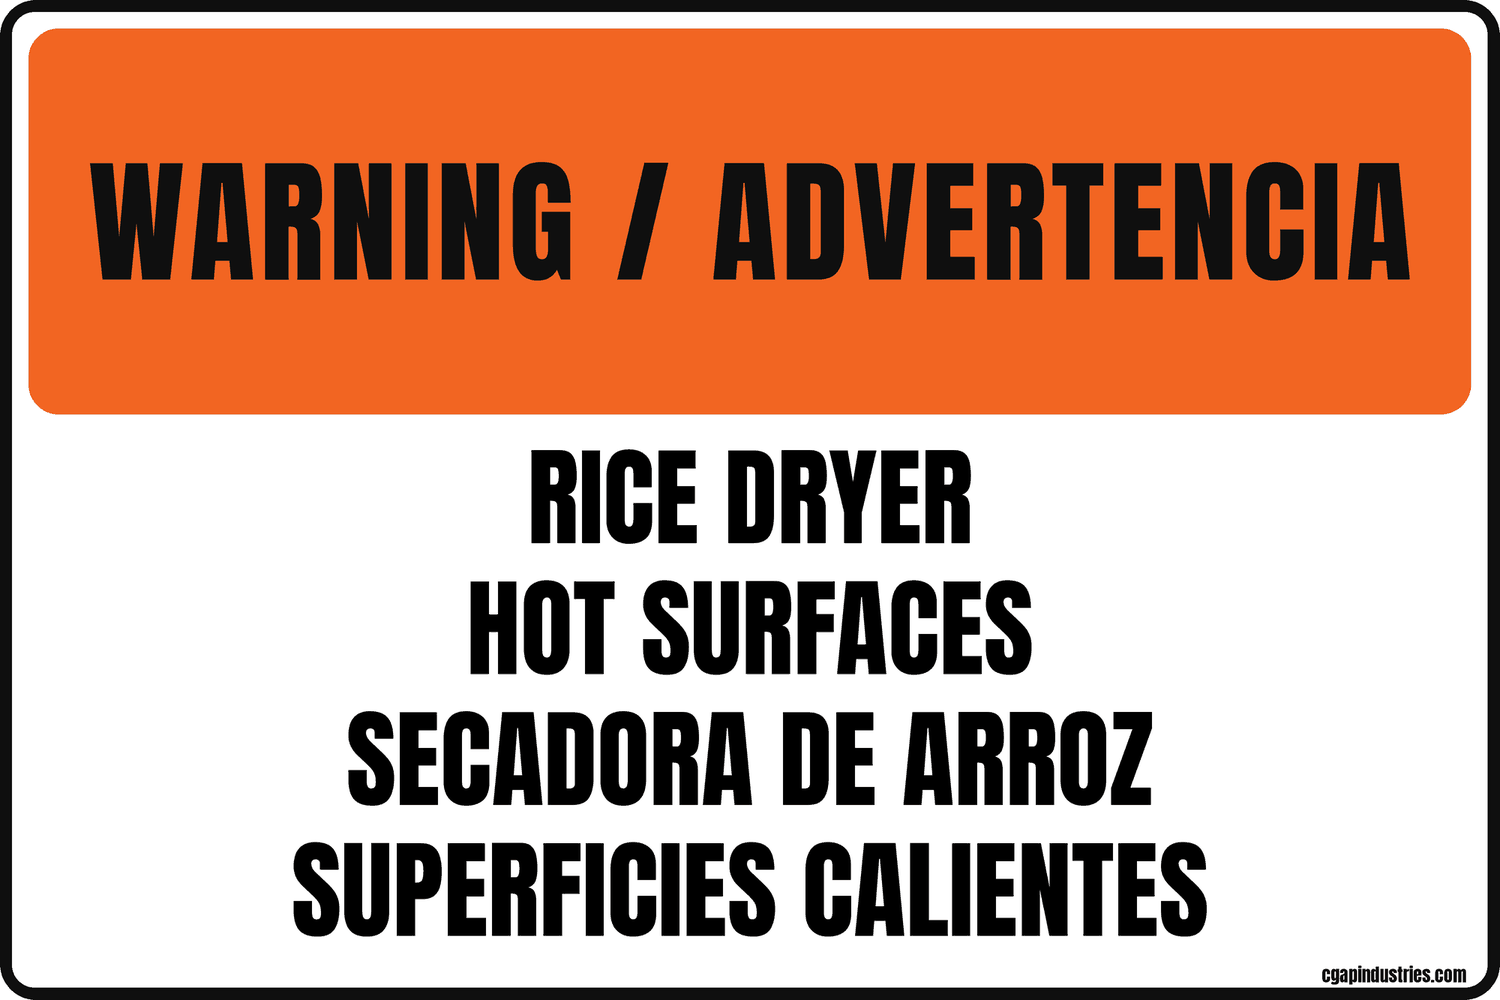 WARNING / ADVERTENCIA
RICE DRYER
HOT SURFACES
SECADORA DE ARROZ
SUPERFICIES CALIENTES
cgapindustries.com